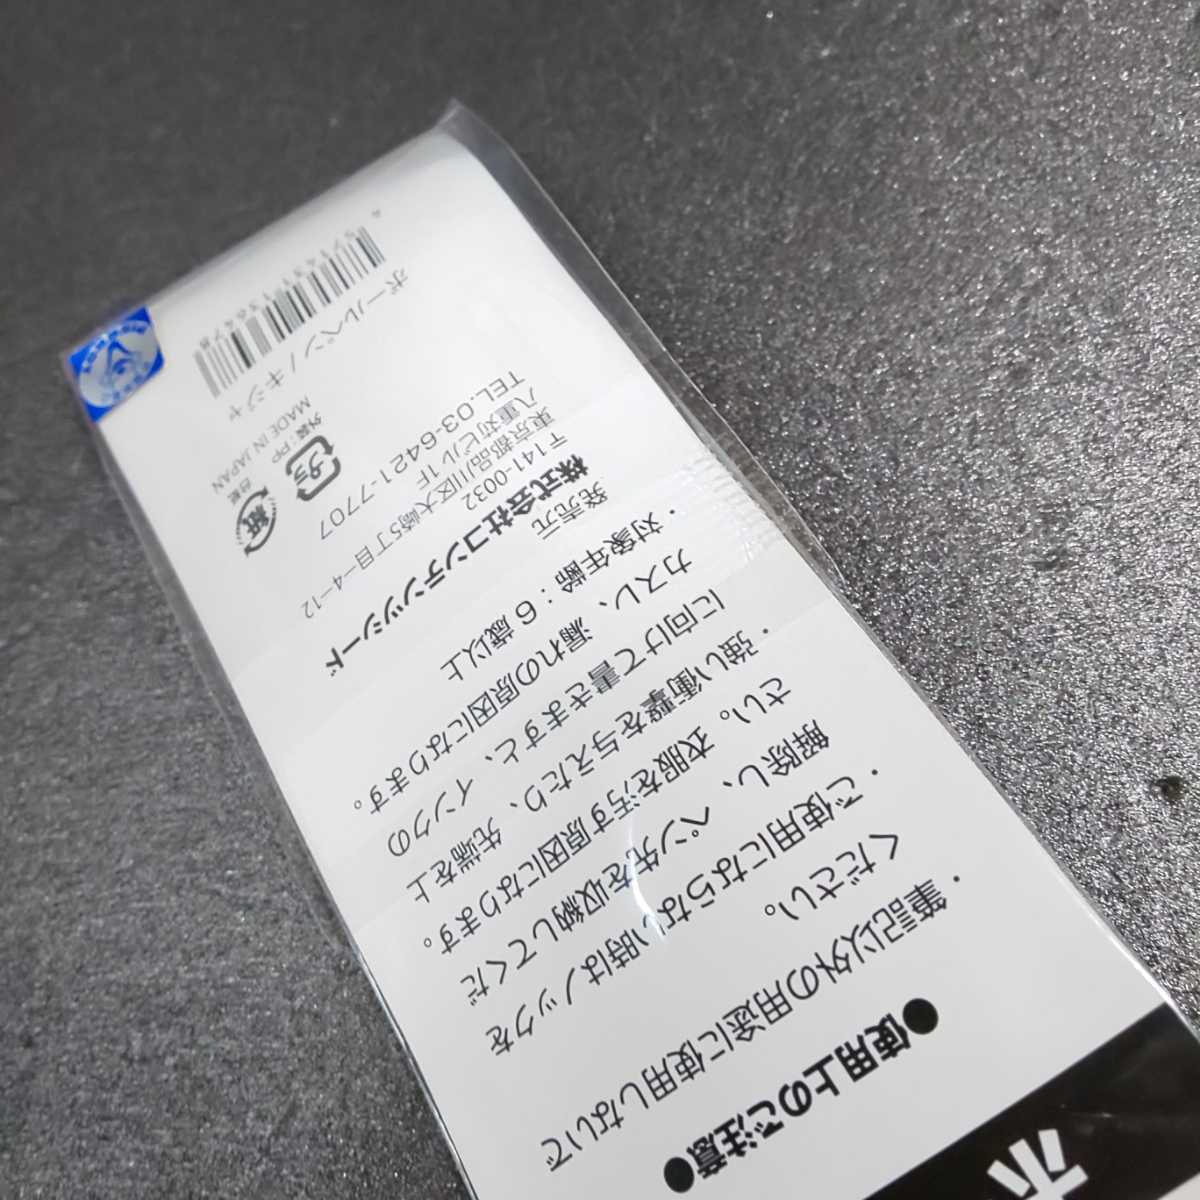 ホ
●使用上のご注意●
・筆記以外の用途に使用しないで
ください。
・ご使用にならない時はノックを
解除し、ペン先を収納してくだ
さい。衣服を汚す原因になります。
・強い衝撃を与えたり、先端を上
に向けて書きますと、インクの
カスレ、漏れの原因になります。
・対象年齢：6歳以上
発売元
株式会社コンテンツシード
〒141-0032
東京都品川区大崎5丁目−4−12
八重苅ビル1F
TEL.03-6421-7707
外装：PP
台紙
紙
MADE IN JAPAN
ボールペン / キジャ